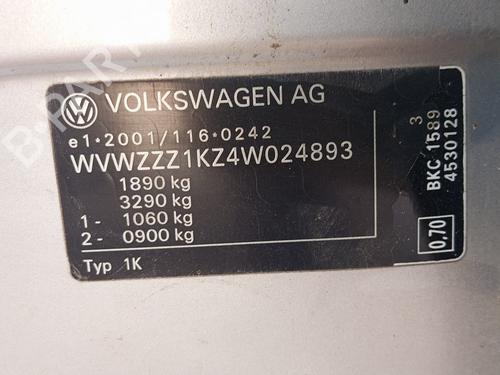 VOLKSWAGEN AG
e1*2001/116*0242
WVWZZZ1KZ4W024893
1890 kg
3290 kg
1- 1060 kg
2- 0900 kg
Typ 1K
3
BKC 1589
4530128
0,70
B-PARTS